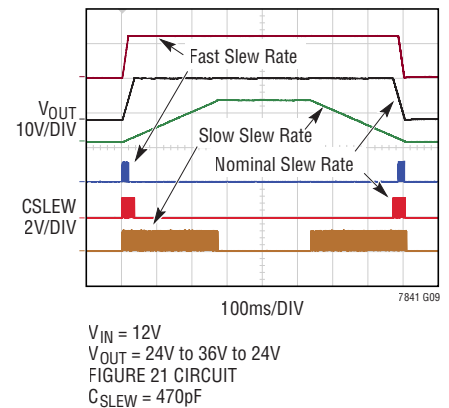 Fast Slew Rate
VOUT
10V/DIV
Slow Slew Rate
Nominal Slew Rate
CSLEW
2V/DIV
7841 G09
100ms/DIV
VIN = 12V
VOUT = 24V to 36V to 24V
FIGURE 21 CIRCUIT
CSLEW = 470pF